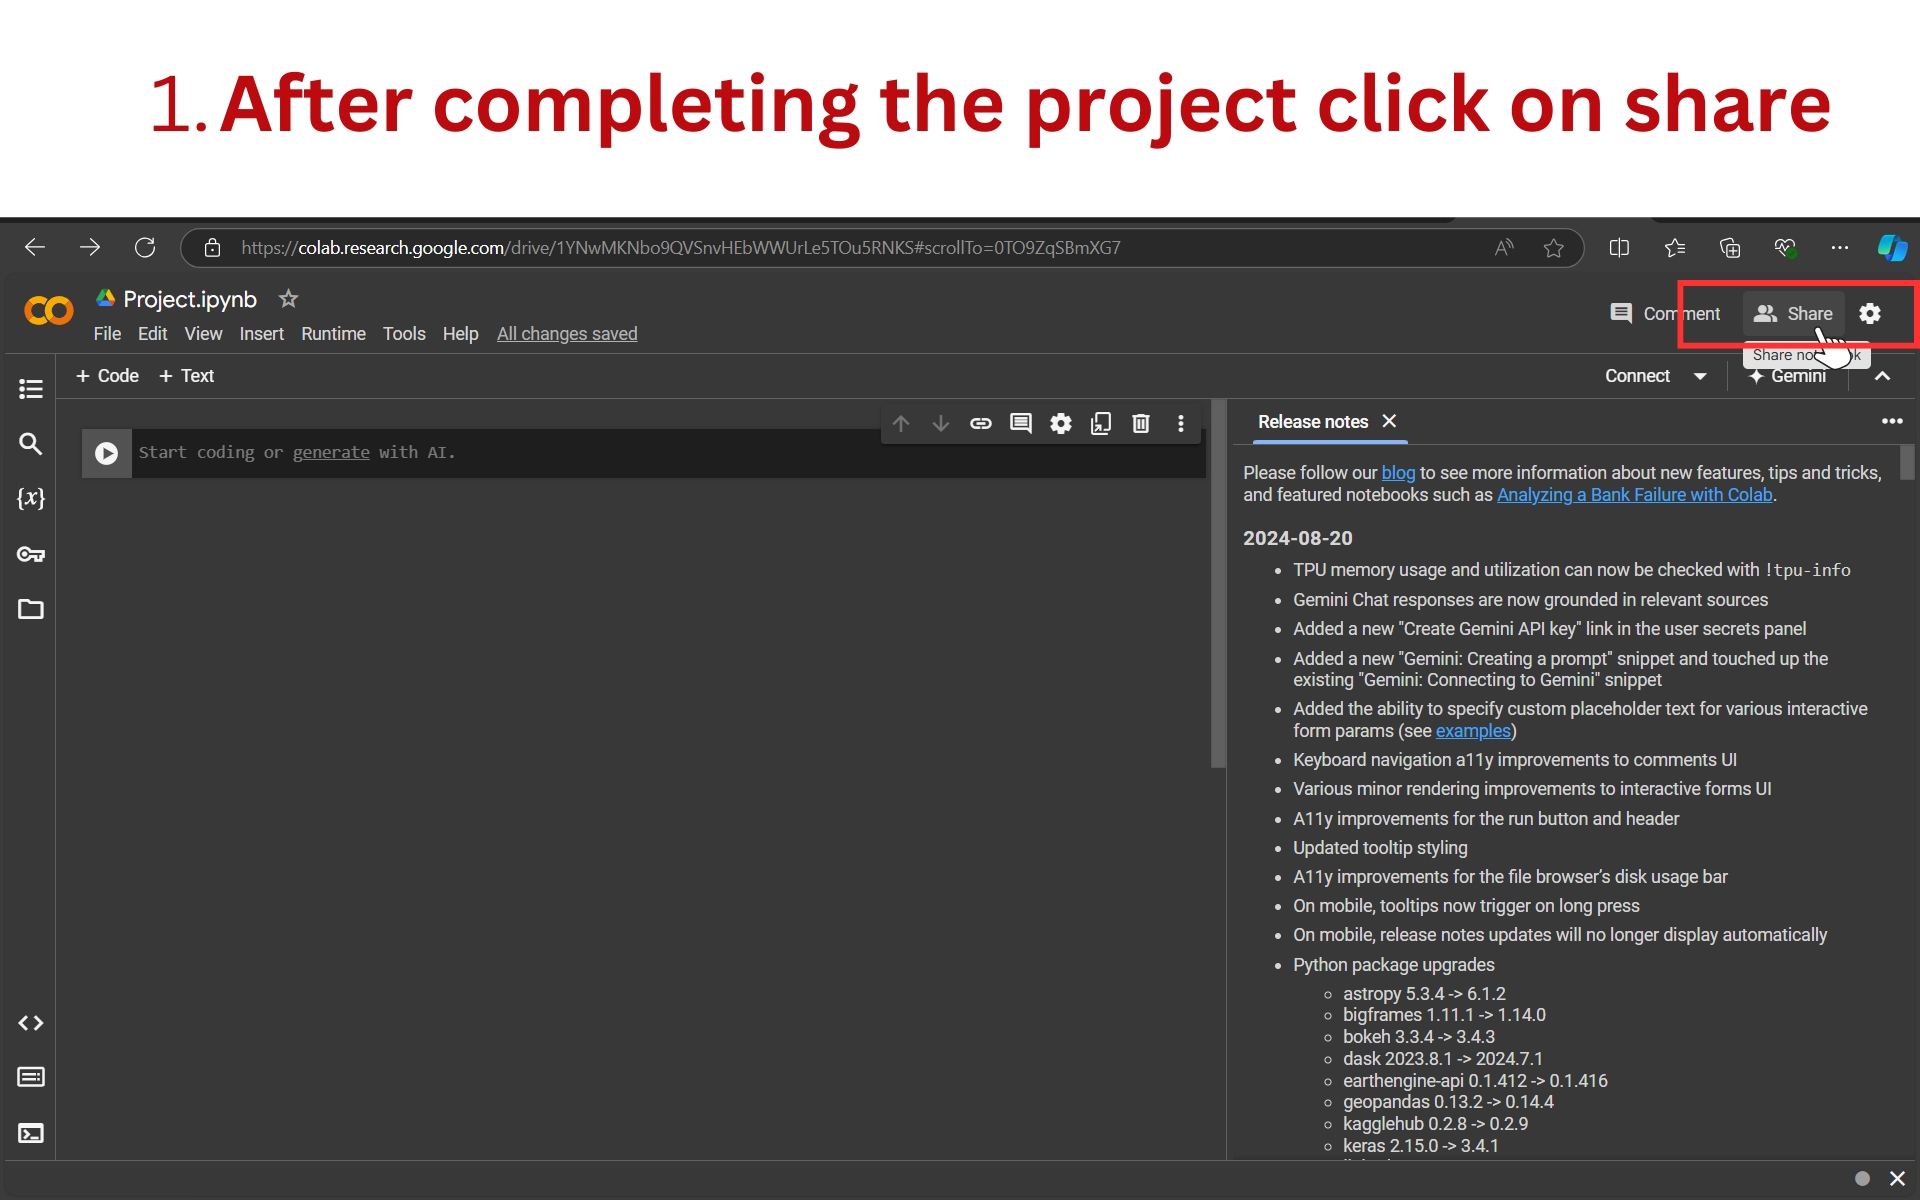 1. After completing the project click on share
https://colab.research.google.com/drive/1YNwMKNbo9QVSnvHEbWWUrLe5TOu5RNKS#scrollTo=0TO9ZqSBmXG7
Project.ipynb
File Edit View Insert Runtime Tools Help All changes saved
Comment Share
Share
+ Code + Text
Connect Gemini
Start coding or generate with AI.
Release notes
Please follow our blog to see more information about new features, tips and tricks,
and featured notebooks such as Analyzing a Bank Failure with Colab.
2024-08-20
• TPU memory usage and utilization can now be checked with !tpu-info
• Gemini Chat responses are now grounded in relevant sources
• Added a new "Create Gemini API key" link in the user secrets panel
• Added a new "Gemini: Creating a prompt" snippet and touched up the
existing "Gemini: Connecting to Gemini" snippet
• Added the ability to specify custom placeholder text for various interactive
form params (see examples)
• Keyboard navigation a11y improvements to comments UI
• Various minor rendering improvements to interactive forms UI
• A11y improvements for the run button and header
• Updated tooltip styling
• A11y improvements for the file browser's disk usage bar
• On mobile, tooltips now trigger on long press
• On mobile, release notes updates will no longer display automatically
• Python package upgrades
◦ astropy 5.3.4 -> 6.1.2
◦ bigframes 1.11.1 -> 1.14.0
◦ bokeh 3.3.4 -> 3.4.3
◦ dask 2023.8.1 -> 2024.7.1
◦ earthengine-api 0.1.412 -> 0.1.416
◦ geopandas 0.13.2 -> 0.14.4
◦ kagglehub 0.2.8 -> 0.2.9
◦ keras 2.15.0 -> 3.4.1